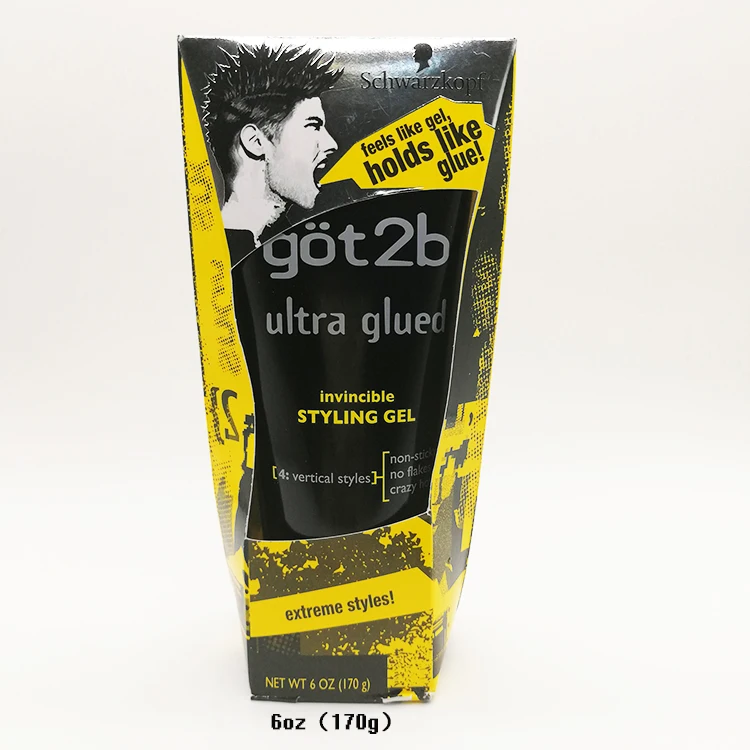 Schwarzkopf
feels like gel,
holds like
glue!
göt2b
ultra glued
invincible
STYLING GEL
[4: vertical styles]
no
crazy
extreme styles!
NET WT 6 OZ (170 g)
6oz（170g）